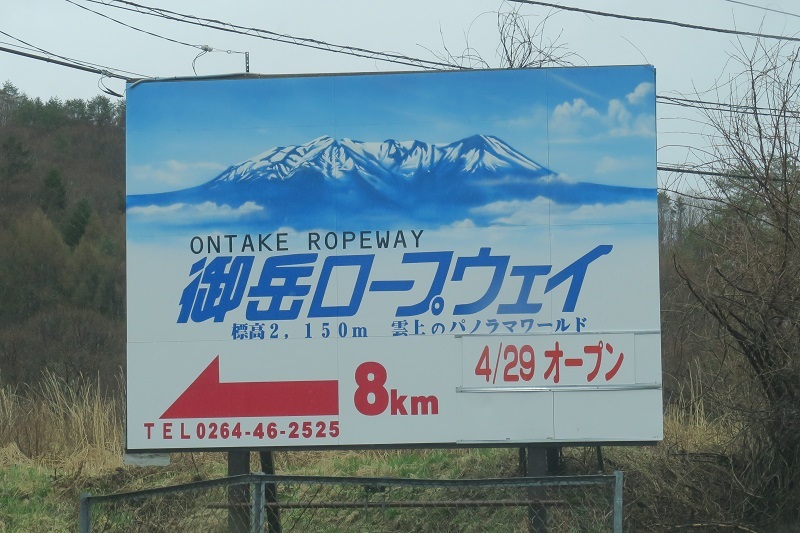 ONTAKE ROPEWAY
御岳ロープウェイ
標高2,150m 雲上のパノラマワールド
4/29 オープン
8km
TEL0264-46-2525